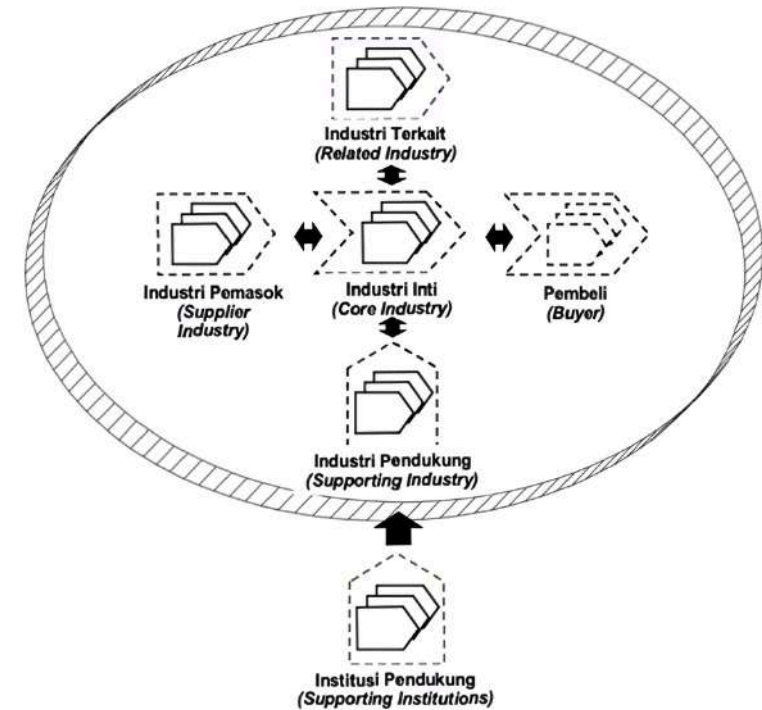 Industri Terkait
(Related Industry)
Industri Pemasok
(Supplier
Industry)
Industri Inti
(Core Industry)
Pembeli
(Buyer)
Industri Pendukung
(Supporting Industry)
Institusi Pendukung
(Supporting Institutions)